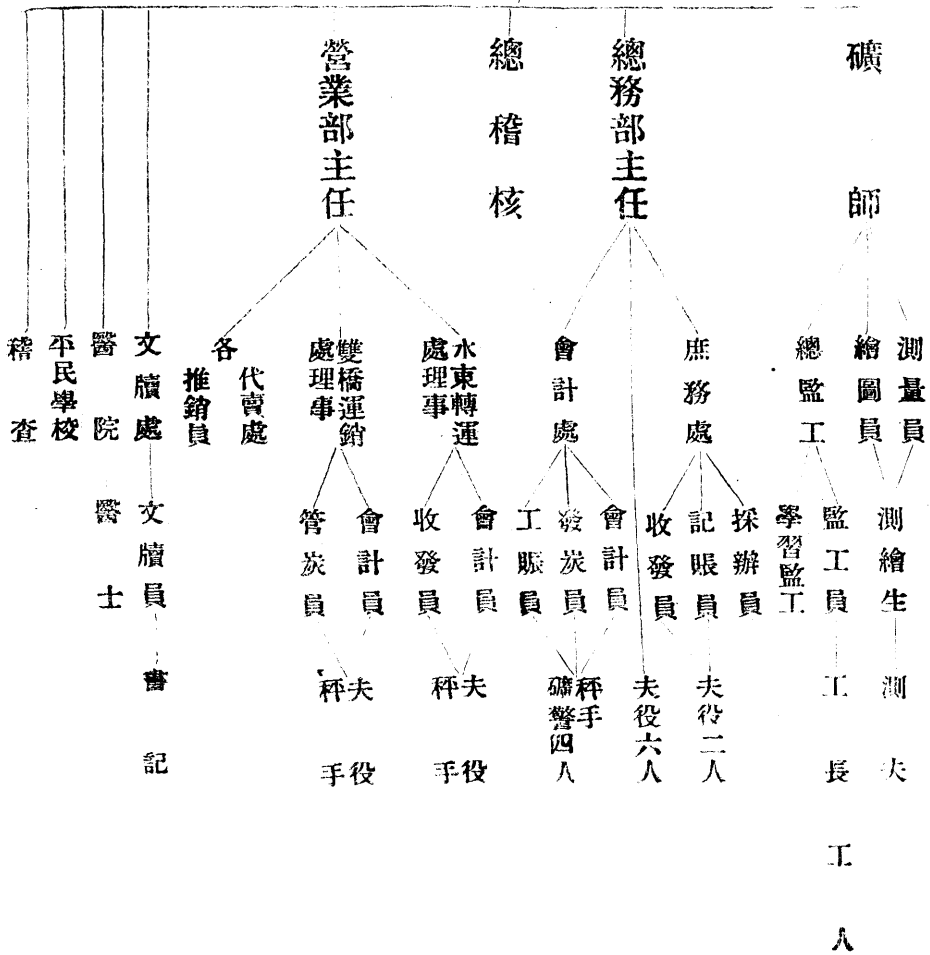 礦師
總務部主任
總稽核
營業部主任
測量員
繪圖員
總監工
庶務處
會計處
水東轉運處理事
雙橋運銷處理事
各代賣處推銷員
文牘處
醫院
平民學校
稽查
測繪生
監工員
學習監工
採辦員
記賬員
收發員
會計員
發炭員
工賬員
會計員
收發員
會計員
管炭員
文牘員
醫士
測夫
工長
夫役二人
夫役六人
秤手
礦警四人
夫役
秤手
夫役
秤手
書記
工人